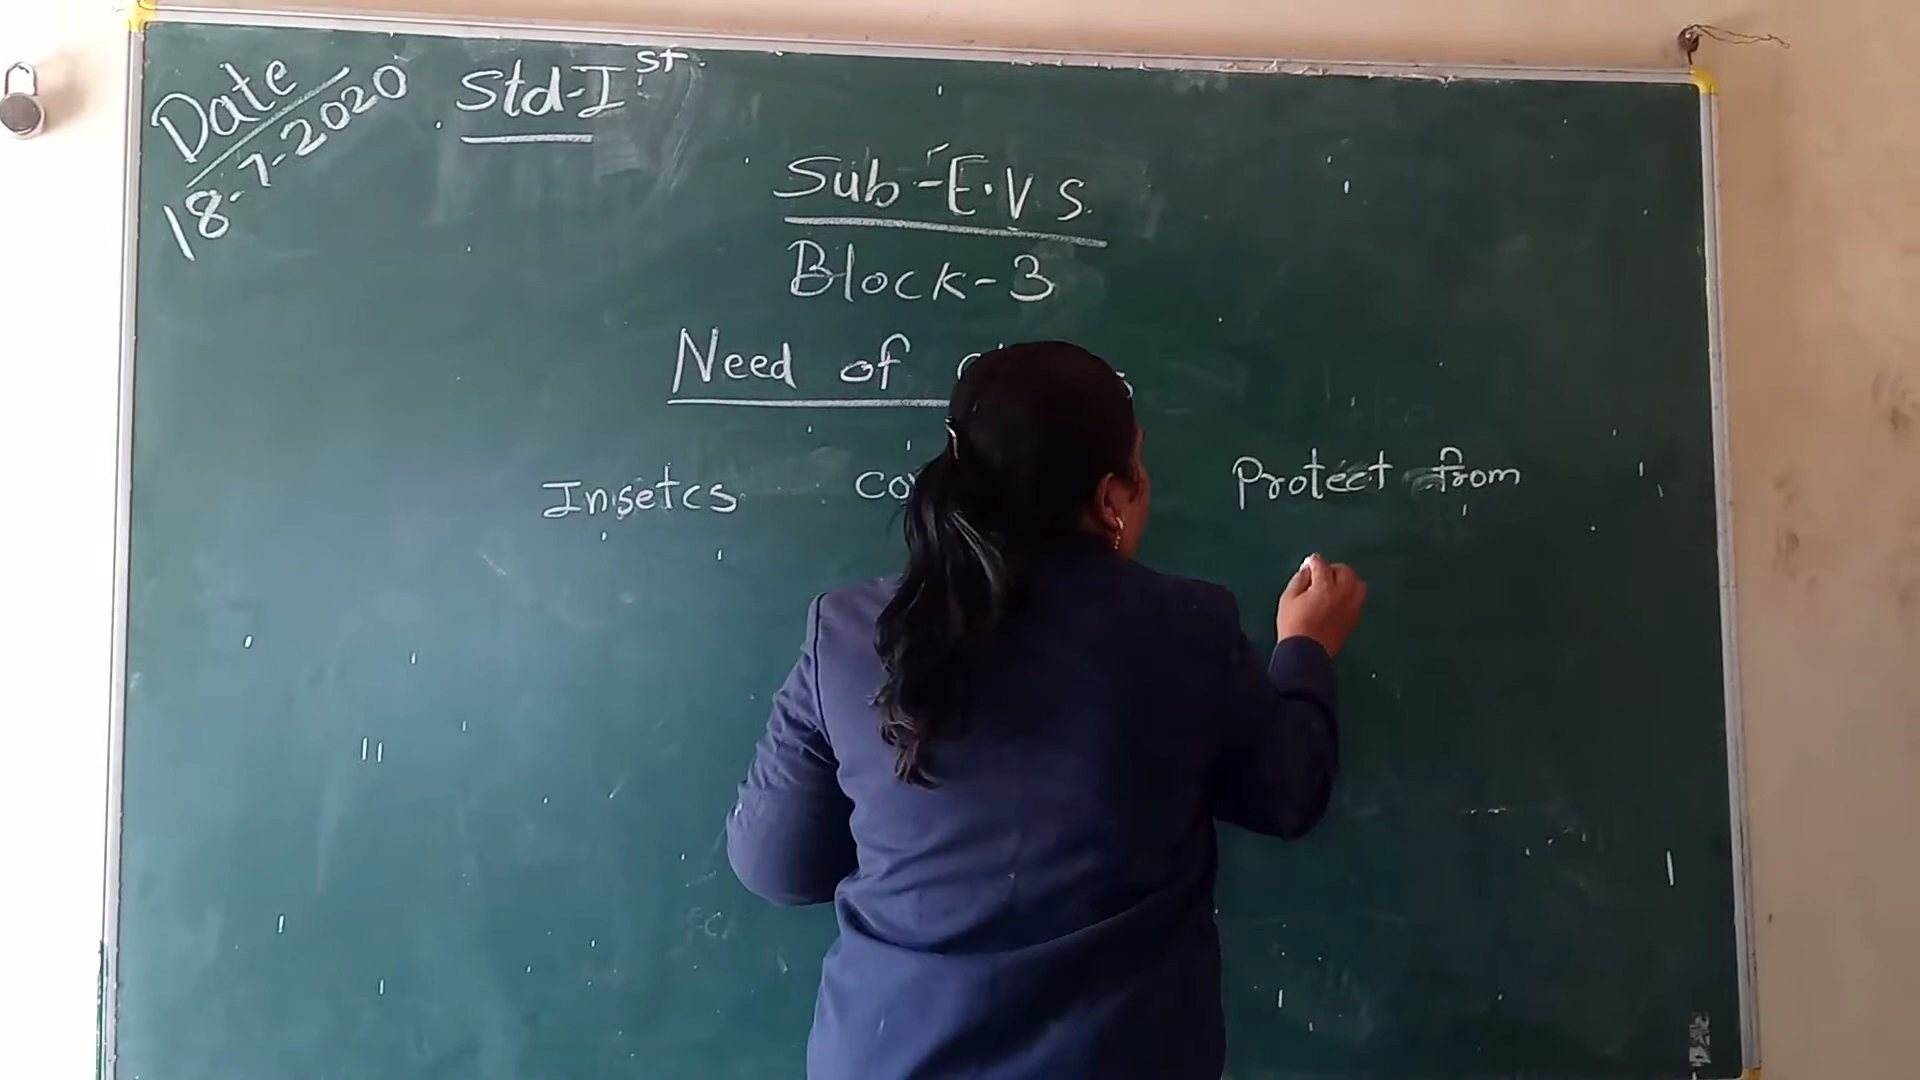 Date
18-7-2020
Std-I st
Sub-E.V S.
Block-3
Need of
Insetcs Protect from